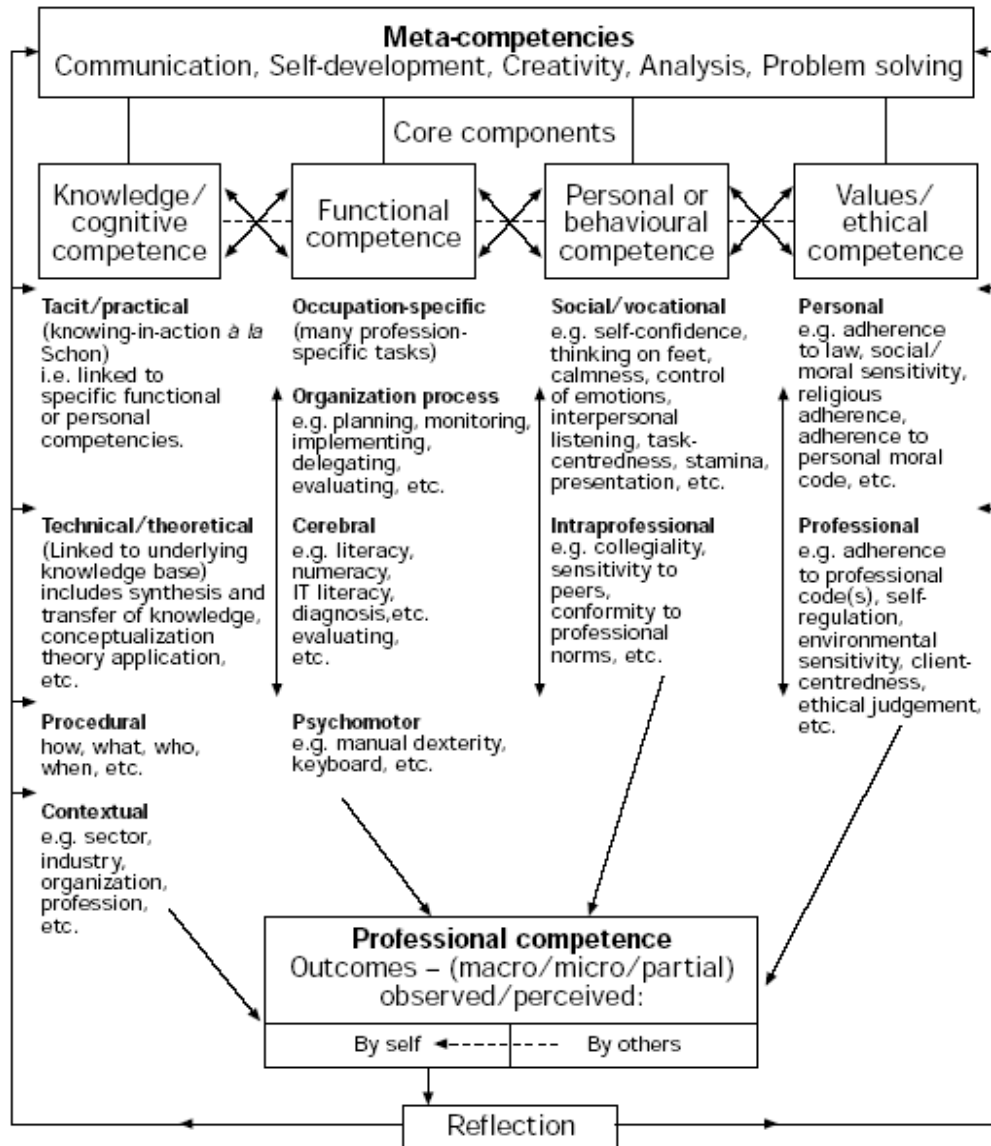 Meta-competencies
Communication, Self-development, Creativity, Analysis, Problem solving
Core components
Knowledge/
cognitive
competence
Functional
competence
Personal or
behavioural
competence
Values/
ethical
competence
Tacit/practical
(knowing-in-action à la
Schon)
i.e. linked to
specific functional
or personal
competencies.
Technical/theoretical
(Linked to underlying
knowledge base)
includes synthesis and
transfer of knowledge,
conceptualization
theory application,
etc.
Procedural
how, what, who,
when, etc.
Contextual
e.g. sector,
industry,
organization,
profession,
etc.
Occupation-specific
(many profession-
specific tasks)
Organization process
e.g. planning, monitoring,
implementing,
delegating,
evaluating, etc.
Cerebral
e.g. literacy,
numeracy,
IT literacy,
diagnosis,etc.
evaluating,
etc.
Psychomotor
e.g. manual dexterity,
keyboard, etc.
Social/vocational
e.g. self-confidence,
thinking on feet,
calmness, control
of emotions,
interpersonal
listening, task-
centredness, stamina,
presentation, etc.
Intraprofessional
e.g. collegiality,
sensitivity to
peers,
conformity to
professional
norms, etc.
Personal
e.g. adherence
to law, social/
moral sensitivity,
religious
adherence,
adherence to
personal moral
code, etc.
Professional
e.g. adherence
to professional
code(s), self-
regulation,
environmental
sensitivity, client-
centredness,
ethical judgement,
etc.
Professional competence
Outcomes – (macro/micro/partial)
observed/perceived:
By self
By others
Reflection